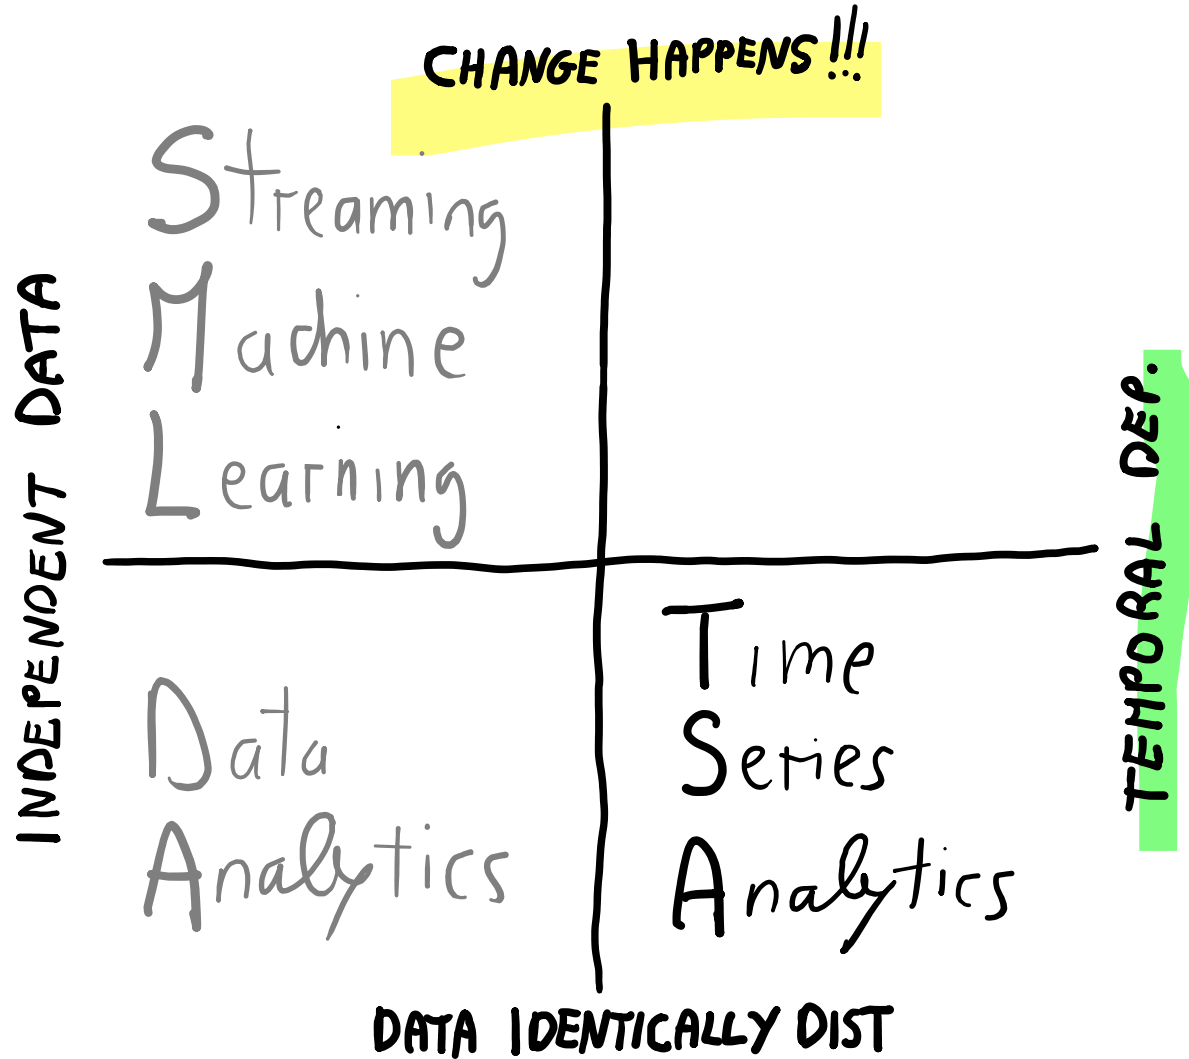 CHANGE HAPPENS!!!
INDEPENDENT DATA
Streaming
Machine
Learning
TEMPORAL DEP.
Data
Analytics
Time
Series
Analytics
DATA IDENTICALLY DIST